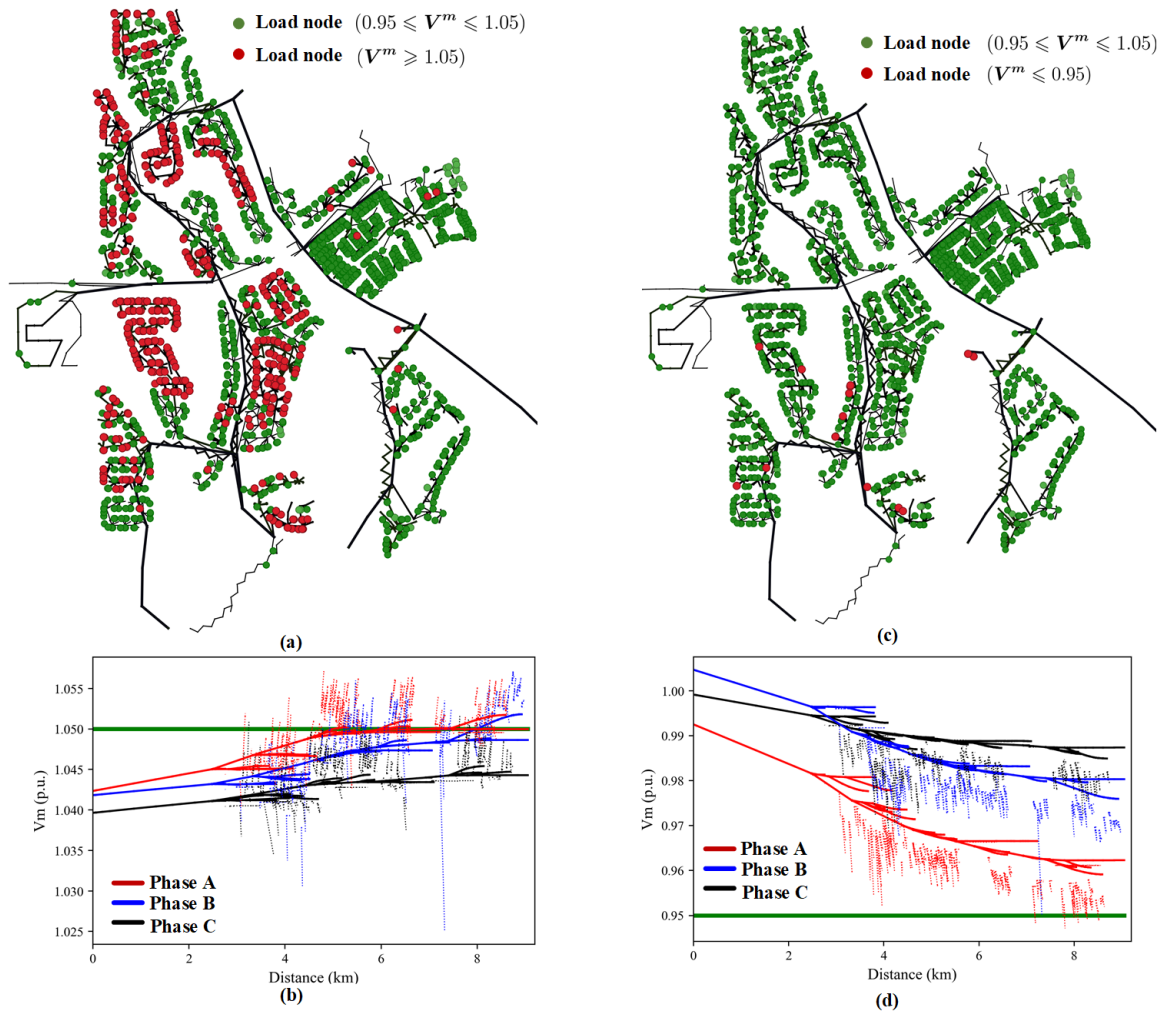 Load node (0.95 ⩽ V^m ⩽ 1.05)
Load node (V^m ⩾ 1.05)
(a)
Load node (0.95 ⩽ V^m ⩽ 1.05)
Load node (V^m ⩽ 0.95)
(c)
Vm (p.u.)
1.055
1.050
1.045
1.040
1.035
1.030
1.025
Phase A
Phase B
Phase C
0 2 4 6 8
Distance (km)
(b)
Vm (p.u.)
1.00
0.99
0.98
0.97
0.96
0.95
Phase A
Phase B
Phase C
0 2 4 6 8
Distance (km)
(d)